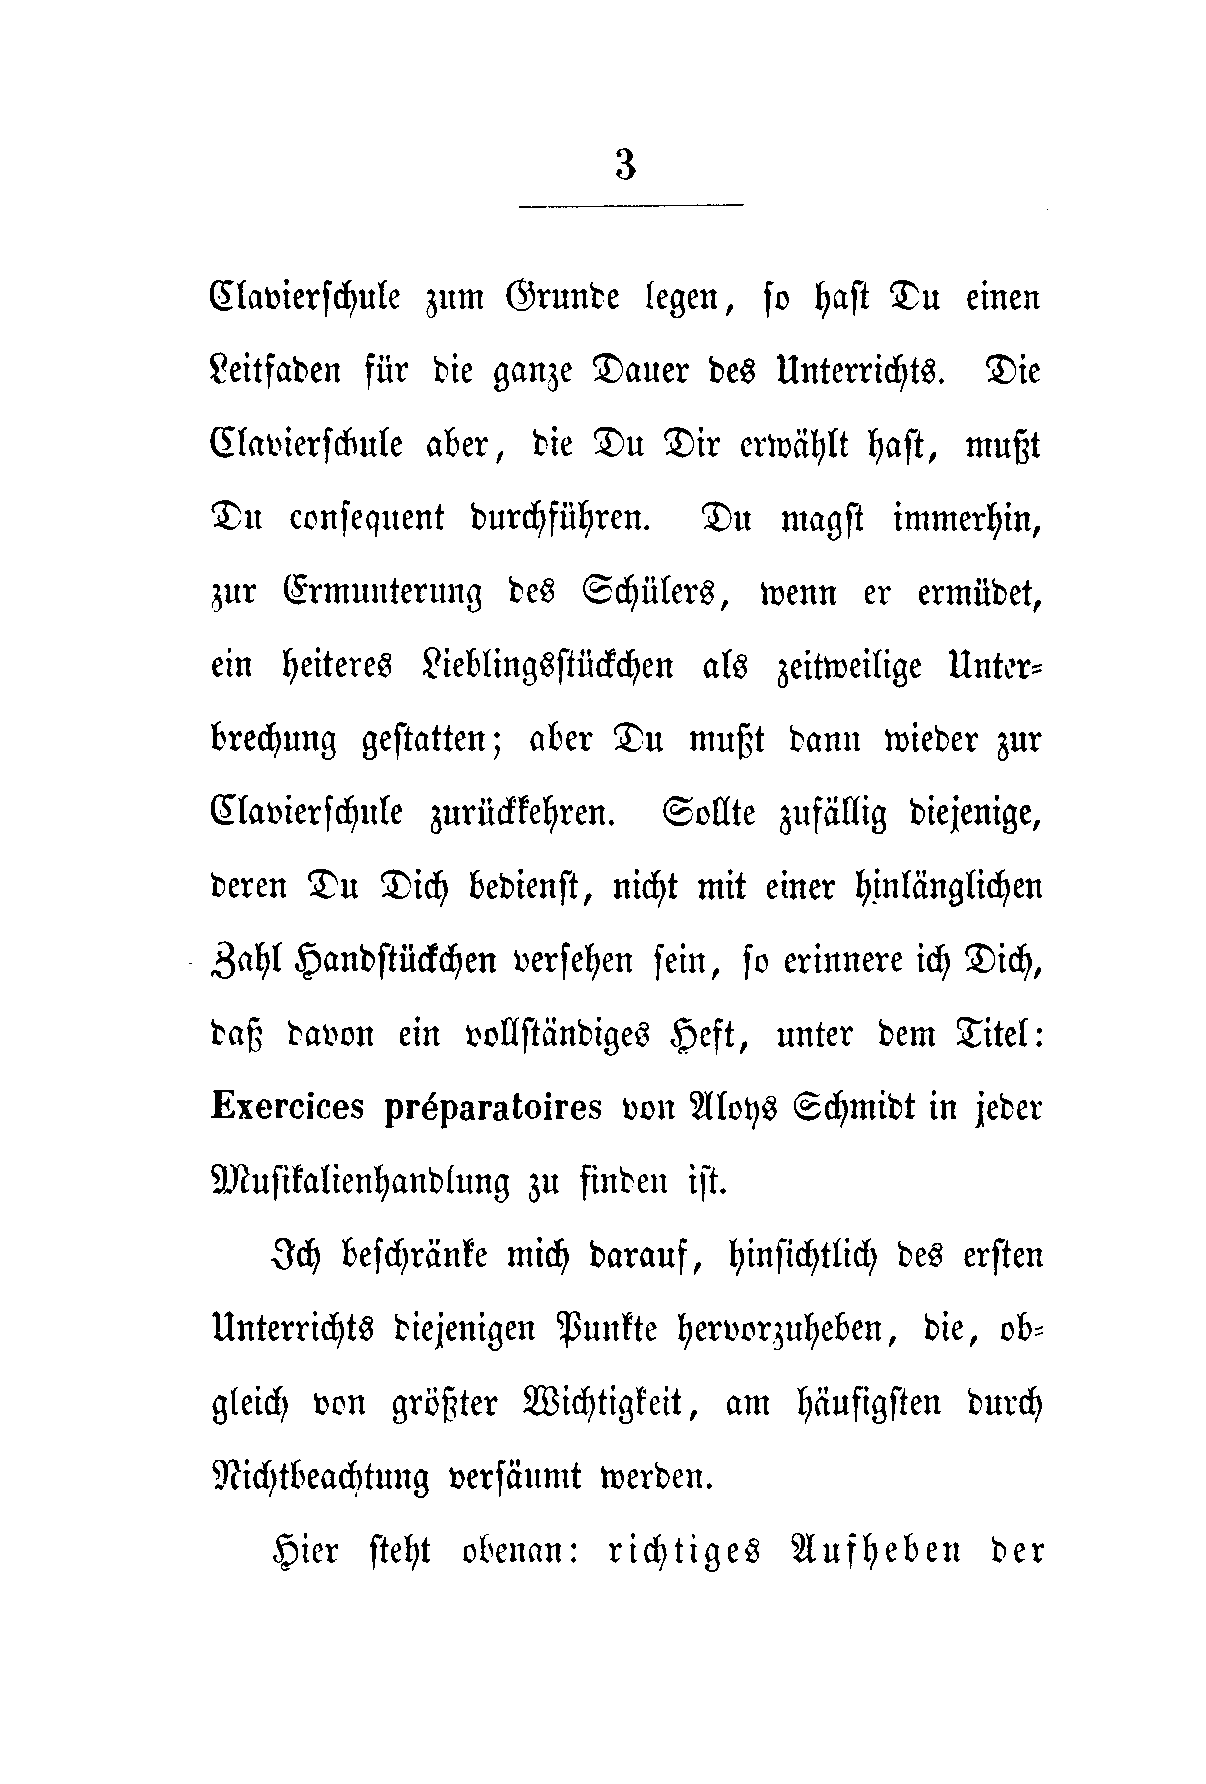 3
Clavierſchule zum Grunde legen, ſo haſt Du einen
Leitfaden für die ganze Dauer des Unterrichts. Die
Clavierſchule aber, die Du Dir erwählt haſt, mußt
Du conſequent durchführen. Du magſt immerhin,
zur Ermunterung des Schülers, wenn er ermüdet,
ein heiteres Lieblingsſtückchen als zeitweilige Unter-
brechung geſtatten; aber Du mußt dann wieder zur
Clavierſchule zurückkehren. Sollte zufällig diejenige,
deren Du Dich bedienſt, nicht mit einer hinlänglichen
Zahl Handſtückchen verſehen ſein, ſo erinnere ich Dich,
daß davon ein vollſtändiges Heft, unter dem Titel:
Exercices préparatoires von Aloys Schmidt in jeder
Muſikalienhandlung zu finden iſt.
Ich beſchränke mich darauf, hinſichtlich des erſten
Unterrichts diejenigen Punkte hervorzuheben, die, ob-
gleich von größter Wichtigkeit, am häufigſten durch
Nichtbeachtung verſäumt werden.
Hier ſteht obenan: richtiges Aufheben der